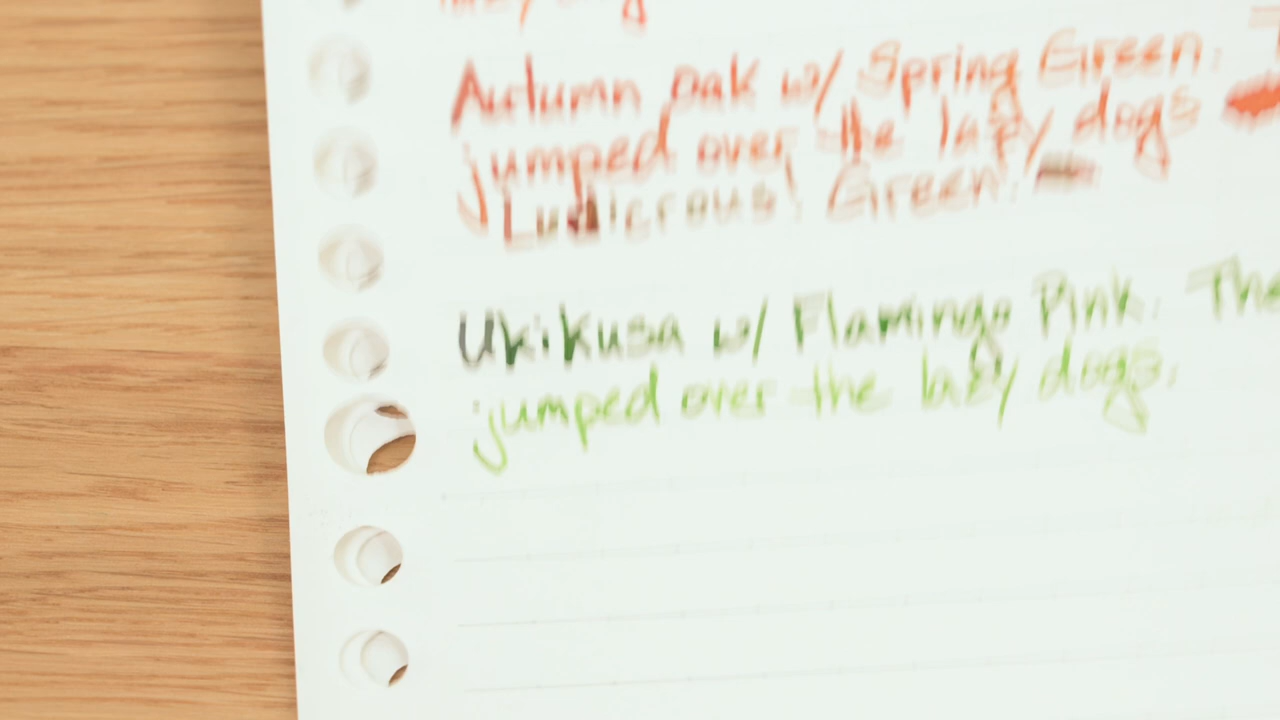 Autumn Oak w/ Spring Green.
jumped over the lazy dogs
Ludicrous! Green.
Ukikusa w/ Flamingo Pink. The
jumped over the lazy dogs.